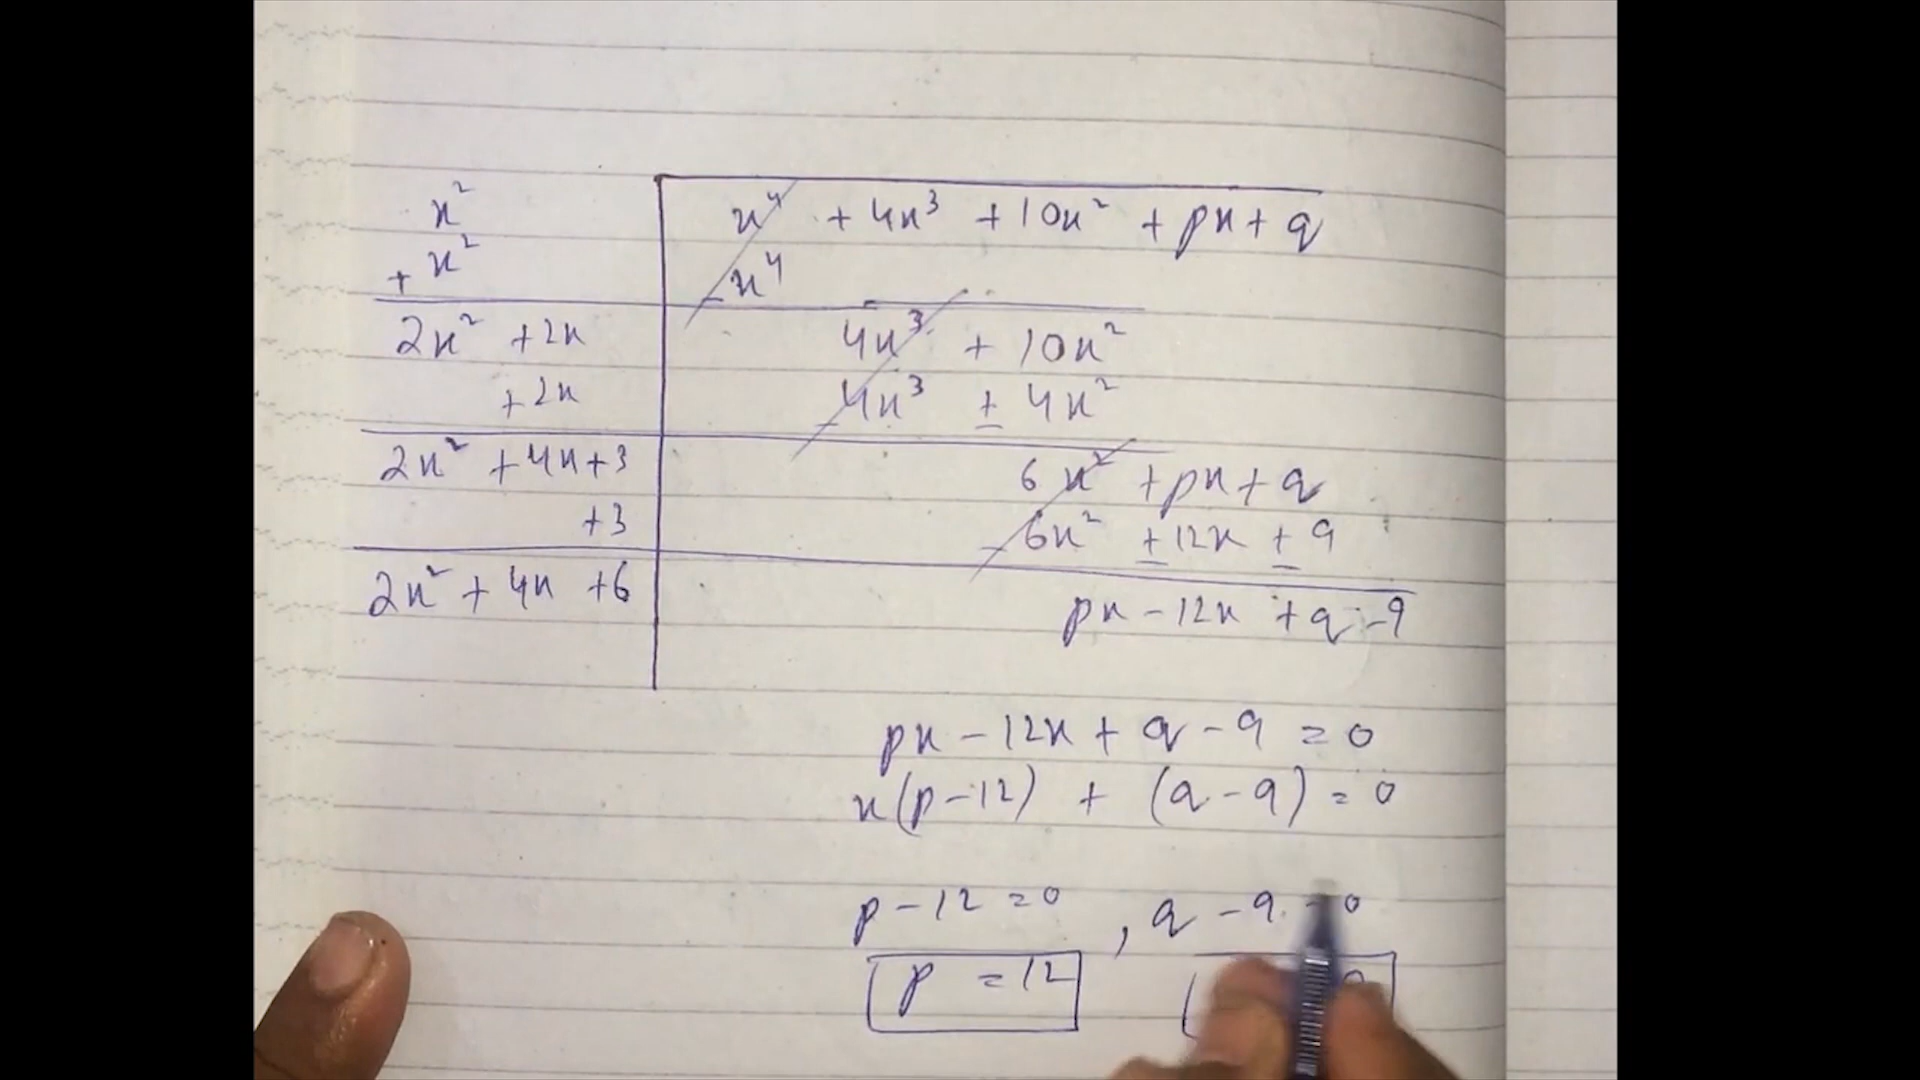 x² x⁴ + 4x³ + 10x² + px + q
+ x² - x⁴
2x² + 2x 4x³ + 10x²
+ 2x - 4x³ ± 4x²
2x² + 4x + 3 6x² + px + q
+ 3 - 6x² ± 12x ± 9
2x² + 4x + 6 px - 12x + q - 9
px - 12x + q - 9 = 0
x(p - 12) + (q - 9) = 0
p - 12 = 0 , q - 9 = 0
p = 12